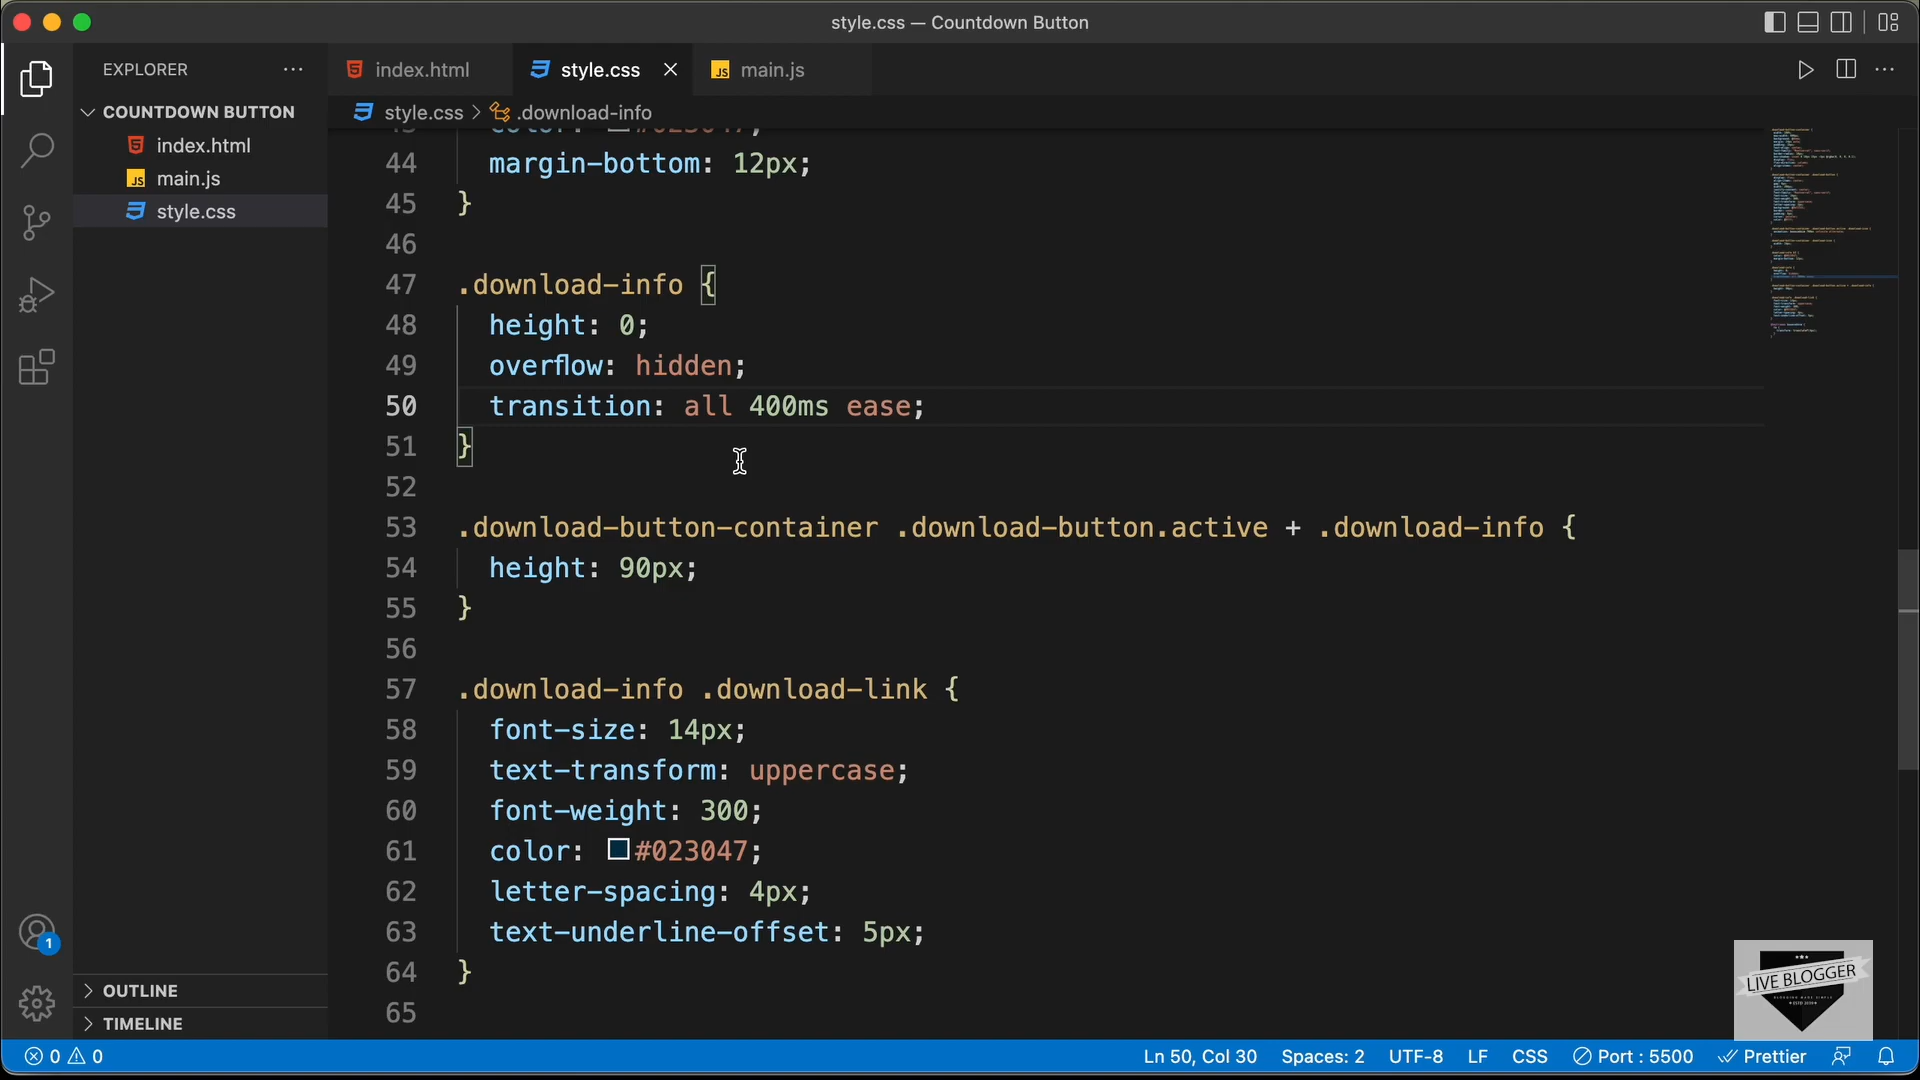 style.css — Countdown Button
EXPLORER
index.html
style.css
main.js
COUNTDOWN BUTTON
style.css > .download-info
index.html
main.js
style.css
44 margin-bottom: 12px;
45 }
46
47 .download-info {
48 height: 0;
49 overflow: hidden;
50 transition: all 400ms ease;
51 }
52
53 .download-button-container .download-button.active + .download-info {
54 height: 90px;
55 }
56
57 .download-info .download-link {
58 font-size: 14px;
59 text-transform: uppercase;
60 font-weight: 300;
61 color: #023047;
62 letter-spacing: 4px;
63 text-underline-offset: 5px;
64 }
65
1
OUTLINE
TIMELINE
LIVE BLOGGER
0 0 Ln 50, Col 30 Spaces: 2 UTF-8 LF CSS Port : 5500 Prettier